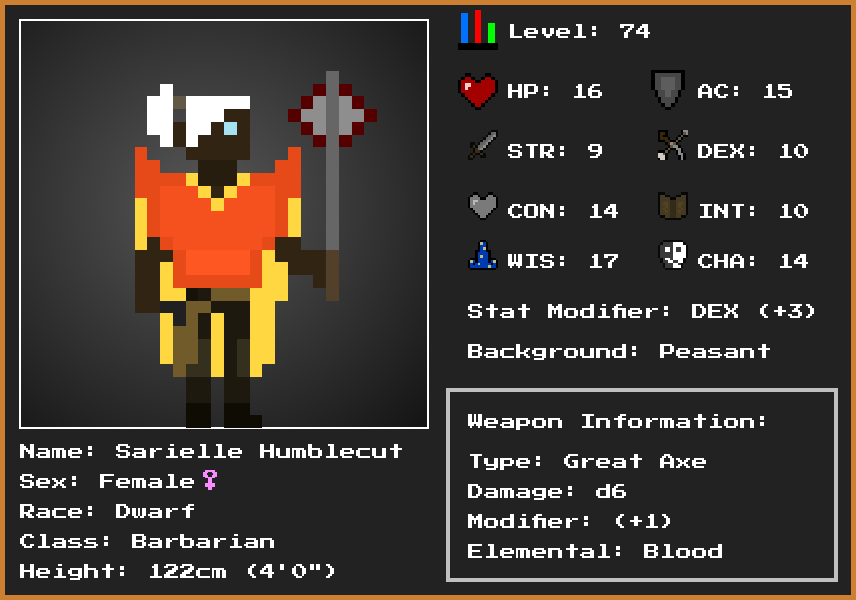 Level: 74
HP: 16
AC: 15
STR: 9
DEX: 10
CON: 14
INT: 10
WIS: 17
CHA: 14
Stat Modifier: DEX (+3)
Background: Peasant
Weapon Information:
Type: Great Axe
Damage: d6
Modifier: (+1)
Elemental: Blood
Name: Sarielle Humblecut
Sex: Female♀
Race: Dwarf
Class: Barbarian
Height: 122cm (4'0")